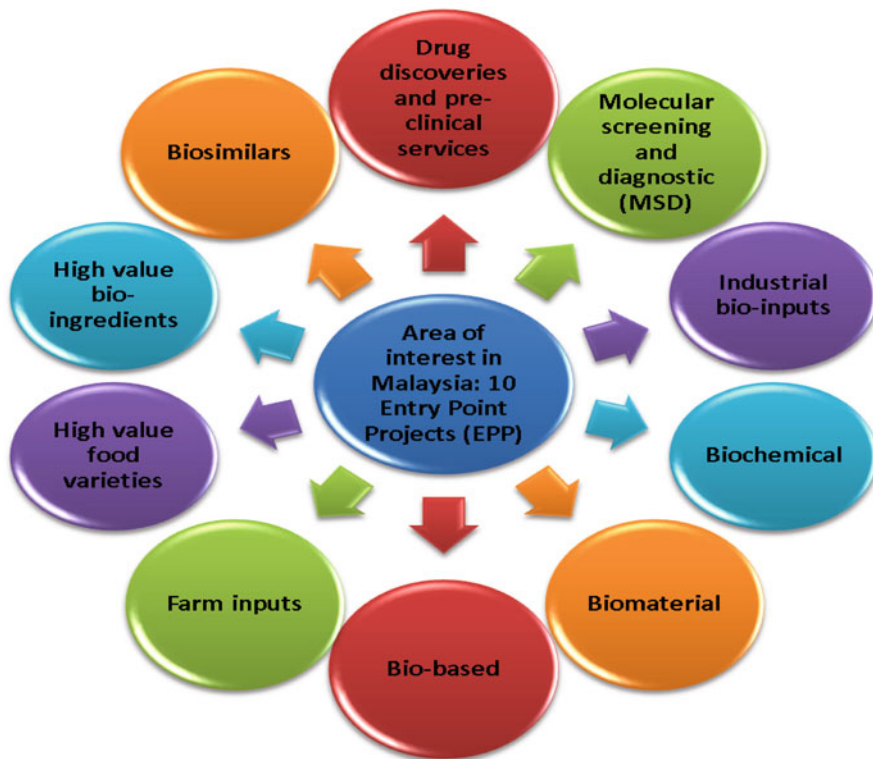 Drug
discoveries
and pre-
clinical
services
Molecular
screening
and
diagnostic
(MSD)
Industrial
bio-inputs
Biochemical
Biomaterial
Bio-based
Farm inputs
High value
food
varieties
High value
bio-
ingredients
Biosimilars
Area of
interest in
Malaysia: 10
Entry Point
Projects (EPP)